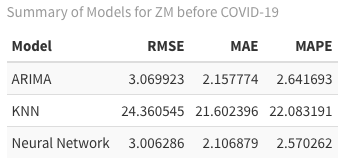 Summary of Models for ZM before COVID-19
Model RMSE MAE MAPE
ARIMA 3.069923 2.157774 2.641693
KNN 24.360545 21.602396 22.083191
Neural Network 3.006286 2.106879 2.570262